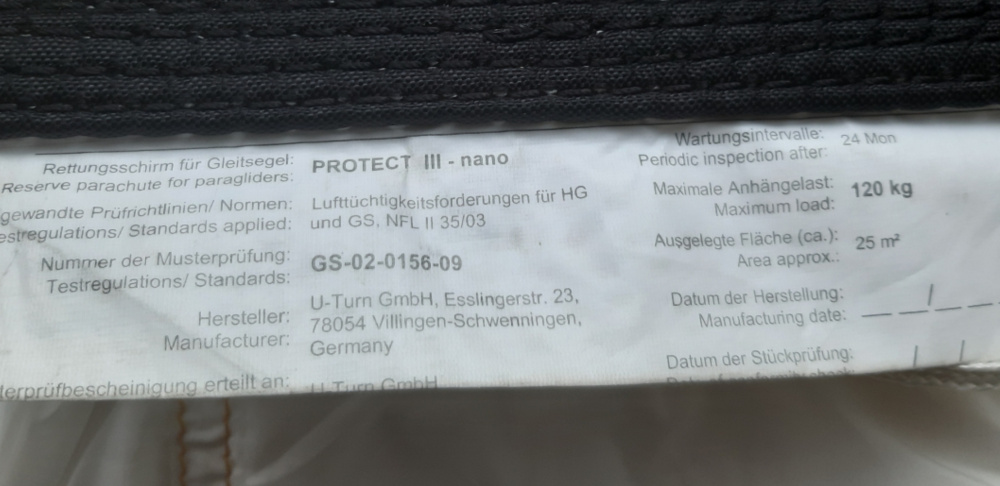 Rettungsschirm für Gleitsegel: PROTECT III - nano
Reserve parachute for paragliders:
gewandte Prüfrichtlinien/ Normen: Lufttüchtigkeitsforderungen für HG
estregulations/ Standards applied: und GS, NFL II 35/03
Nummer der Musterprüfung: GS-02-0156-09
Testregulations/ Standards:
Hersteller: U-Turn GmbH, Esslingerstr. 23,
Manufacturer: 78054 Villingen-Schwenningen,
Germany
terprüfbescheinigung erteilt an: U-Turn GmbH
Wartungsintervalle: 24 Mon
Periodic inspection after:
Maximale Anhängelast: 120 kg
Maximum load:
Ausgelegte Fläche (ca.): 25 m²
Area approx.:
Datum der Herstellung:
Manufacturing date:
Datum der Stückprüfung: